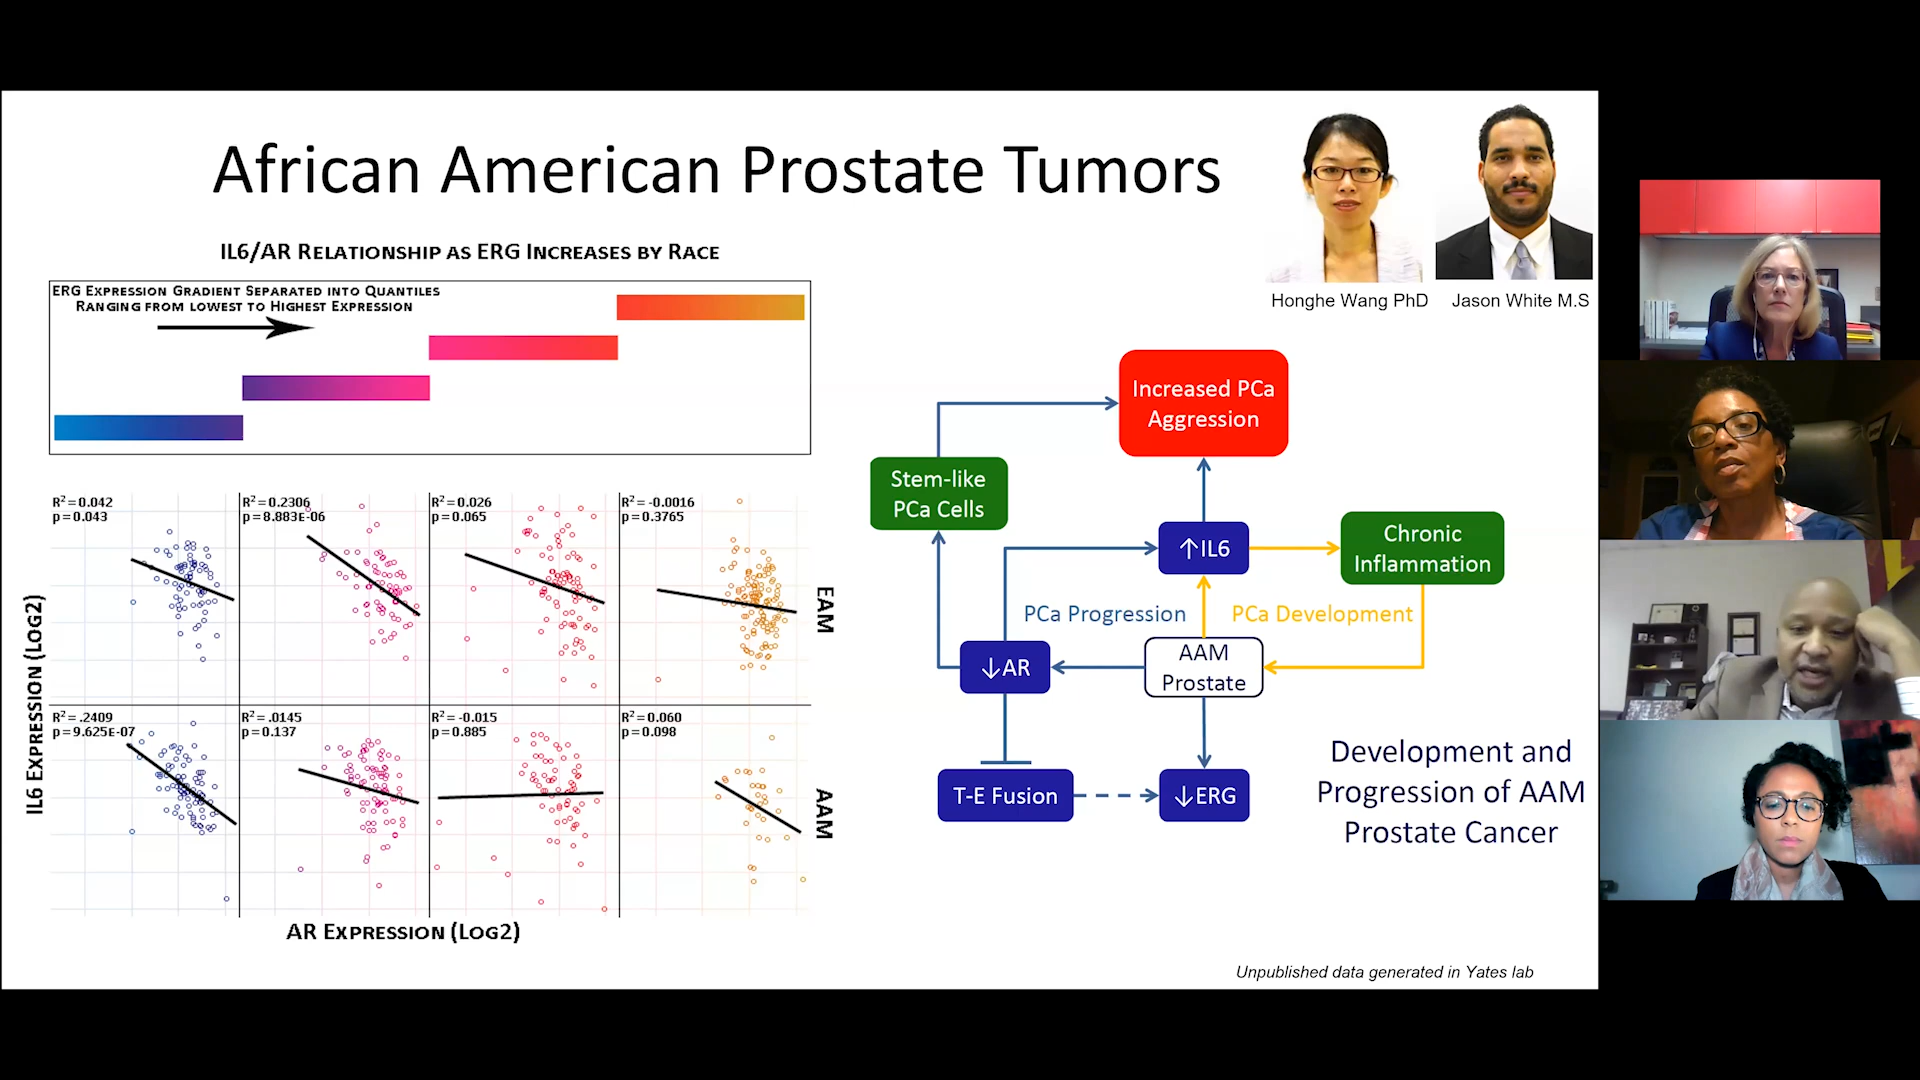 African American Prostate Tumors
Honghe Wang PhD
Jason White M.S
IL6/AR Relationship as ERG Increases by Race
ERG Expression Gradient Separated into Quantiles
Ranging from lowest to Highest Expression
R²= 0.042
p= 0.043
R²= 0.2306
p= 8.883E-06
R²= 0.026
p= 0.065
R²= -0.0016
p= 0.3765
EAM
R²= .2409
p= 9.625E-07
R²= .0145
p= 0.137
R²= -0.015
p= 0.885
R²= 0.060
p= 0.098
AAM
IL6 Expression (log2)
AR Expression (Log2)
Increased PCa
Aggression
Stem-like
PCa Cells
↑IL6
Chronic
Inflammation
PCa Progression
PCa Development
↓AR
AAM
Prostate
T-E Fusion
↓ERG
Development and
Progression of AAM
Prostate Cancer
Unpublished data generated in Yates lab